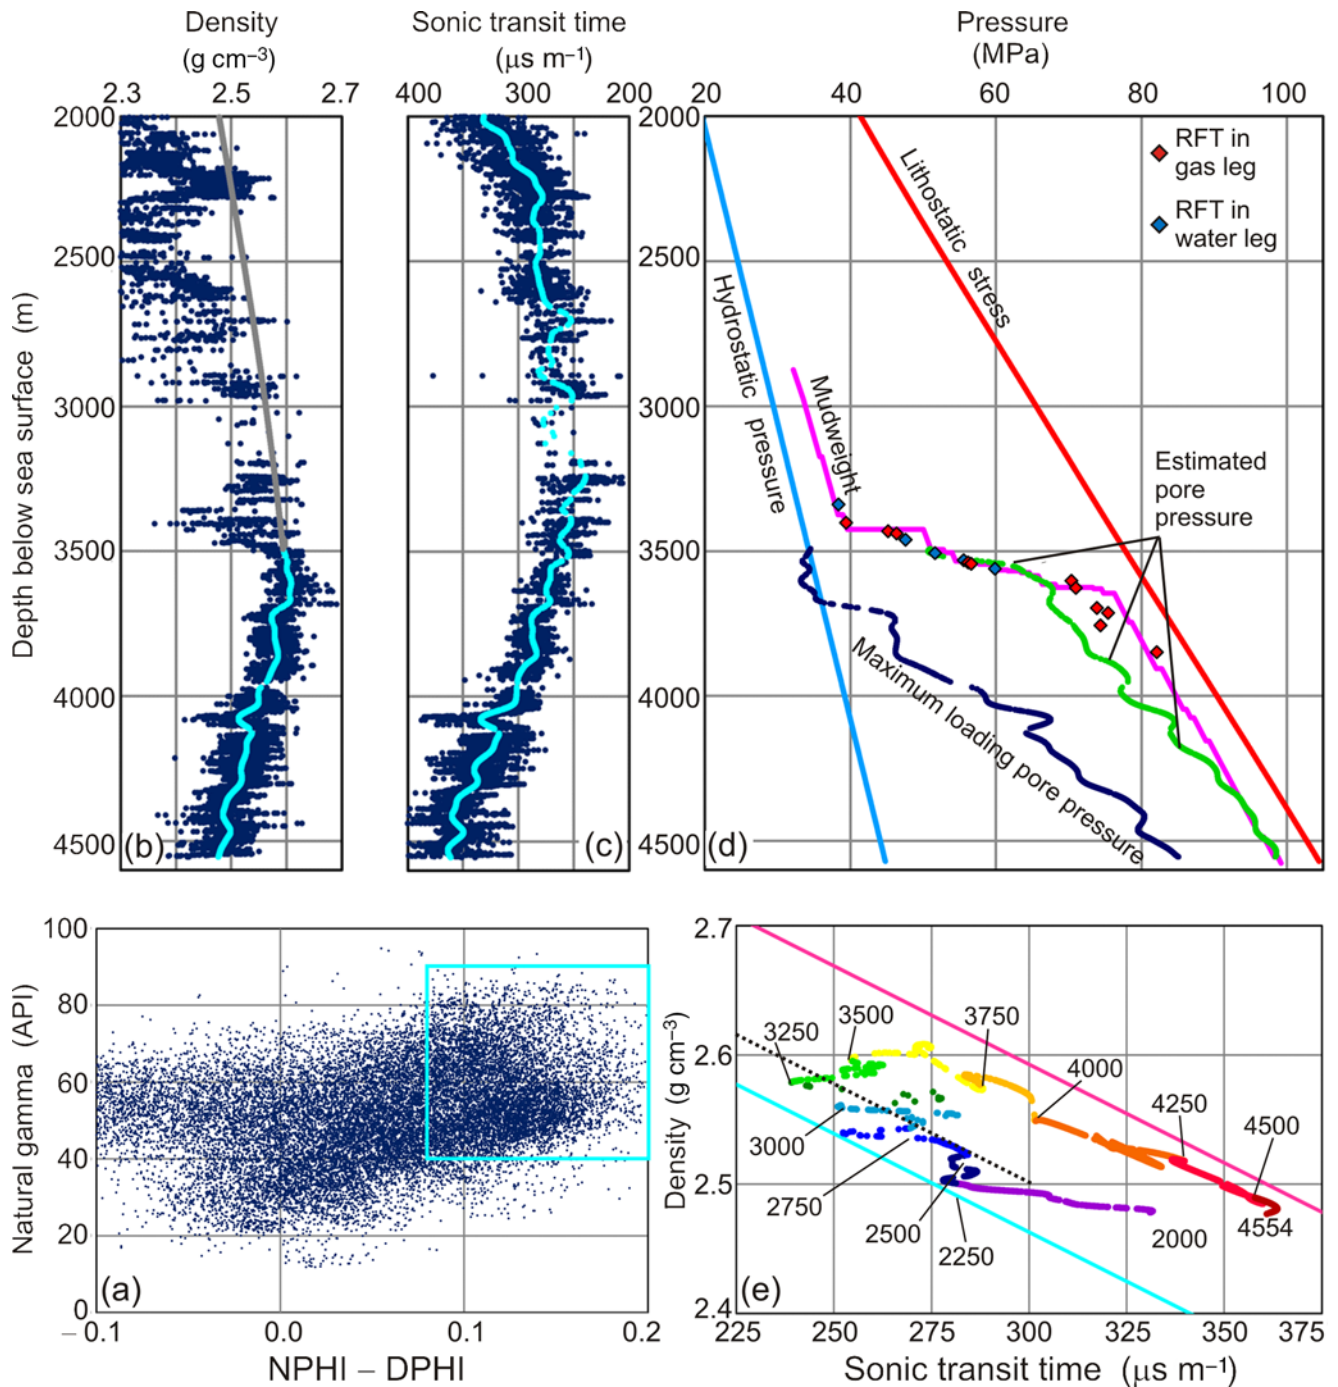 Density
(g cm–3)
2.3 2.5 2.7
Sonic transit time
(μs m–1)
400 300 200
Pressure
(MPa)
20 40 60 80 100
Depth below sea surface (m)
2000
2500
3000
3500
4000
4500
(b)
2000
2500
3000
3500
4000
4500
(c)
2000
2500
3000
3500
4000
4500
(d)
RFT in
gas leg
RFT in
water leg
Lithostatic stress
Hydrostatic pressure
Mudweight
Estimated
pore
pressure
Maximum loading pore pressure
Natural gamma (API)
100
80
60
40
20
0
(a)
–0.1 0.0 0.1 0.2
NPHI – DPHI
Density (g cm–3)
2.7
2.6
2.5
2.4
3250
3500
3750
4000
4250
4500
3000
2750
2500
2250
2000
4554
(e)
225 250 275 300 325 350 375
Sonic transit time (μs m–1)